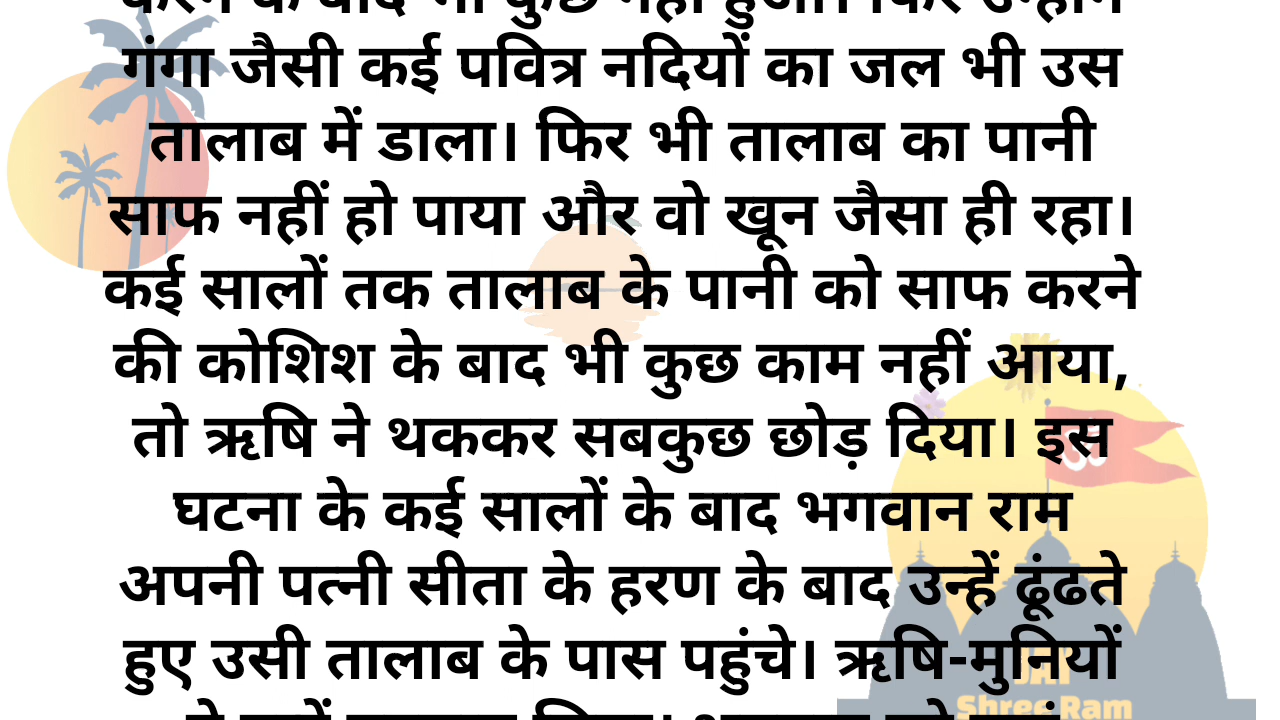 करने के बाद भी कुछ नहीं हुआ। फिर उन्होंने
गंगा जैसी कई पवित्र नदियों का जल भी उस
तालाब में डाला। फिर भी तालाब का पानी
साफ नहीं हो पाया और वो खून जैसा ही रहा।
कई सालों तक तालाब के पानी को साफ करने
की कोशिश के बाद भी कुछ काम नहीं आया,
तो ऋषि ने थककर सबकुछ छोड़ दिया। इस
घटना के कई सालों के बाद भगवान राम
अपनी पत्नी सीता के हरण के बाद उन्हें ढूंढते
हुए उसी तालाब के पास पहुंचे। ऋषि-मुनियों
ॐ
JAI
Shree Ram